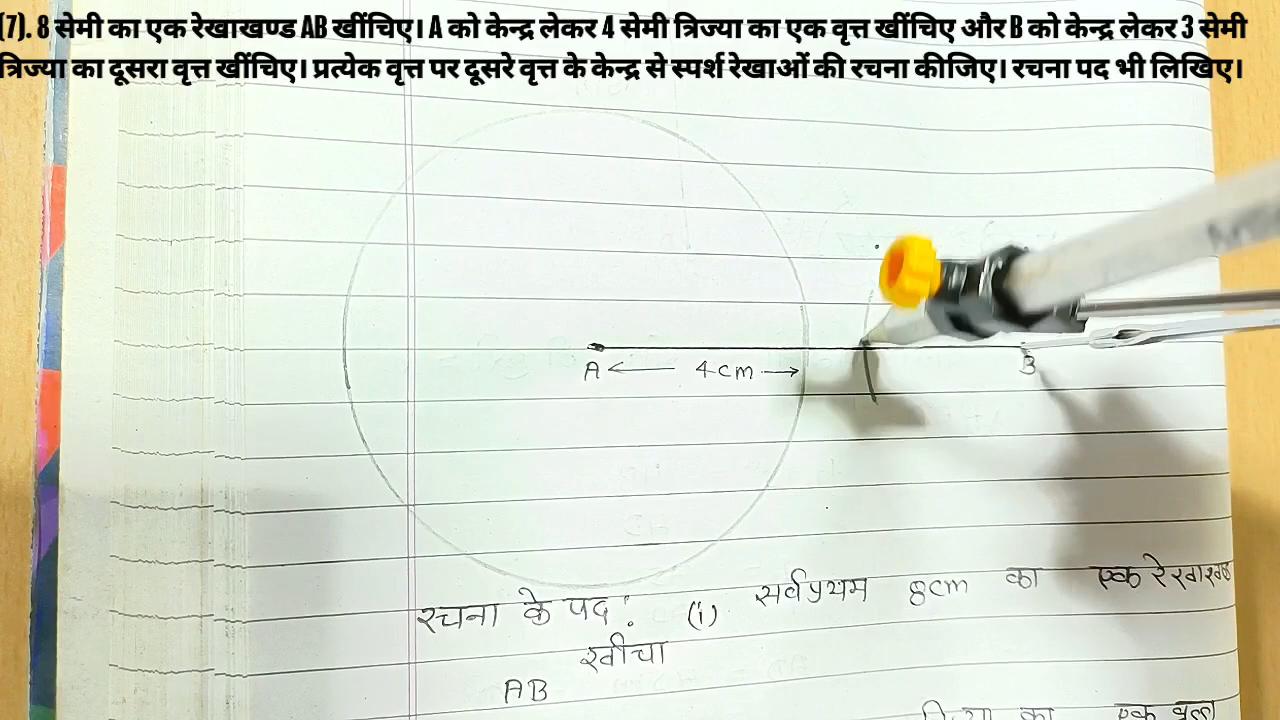 (7). 8 सेमी का एक रेखाखण्ड AB खींचिए। A को केन्द्र लेकर 4 सेमी त्रिज्या का एक वृत्त खींचिए और B को केन्द्र लेकर 3 सेमी
त्रिज्या का दूसरा वृत्त खींचिए। प्रत्येक वृत्त पर दूसरे वृत्त के केन्द्र से स्पर्श रेखाओं की रचना कीजिए। रचना पद भी लिखिए।
A 4cm B
रचना के पद : (i) सर्वप्रथम 8cm का एक रेखाखण्ड
AB खींचा
का एक वृत्त